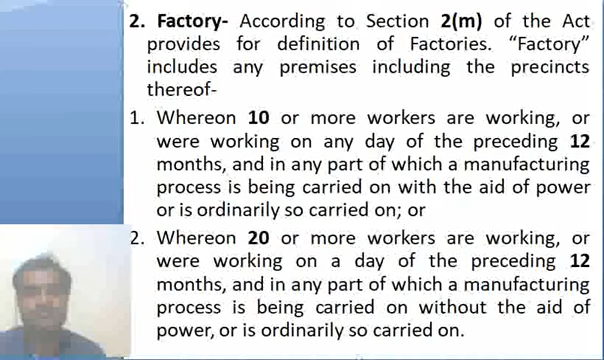 2. Factory- According to Section 2(m) of the Act
provides for definition of Factories. “Factory”
includes any premises including the precincts
thereof-
1. Whereon 10 or more workers are working, or
were working on any day of the preceding 12
months, and in any part of which a manufacturing
process is being carried on with the aid of power
or is ordinarily so carried on; or
2. Whereon 20 or more workers are working, or
were working on a day of the preceding 12
months, and in any part of which a manufacturing
process is being carried on without the aid of
power, or is ordinarily so carried on.